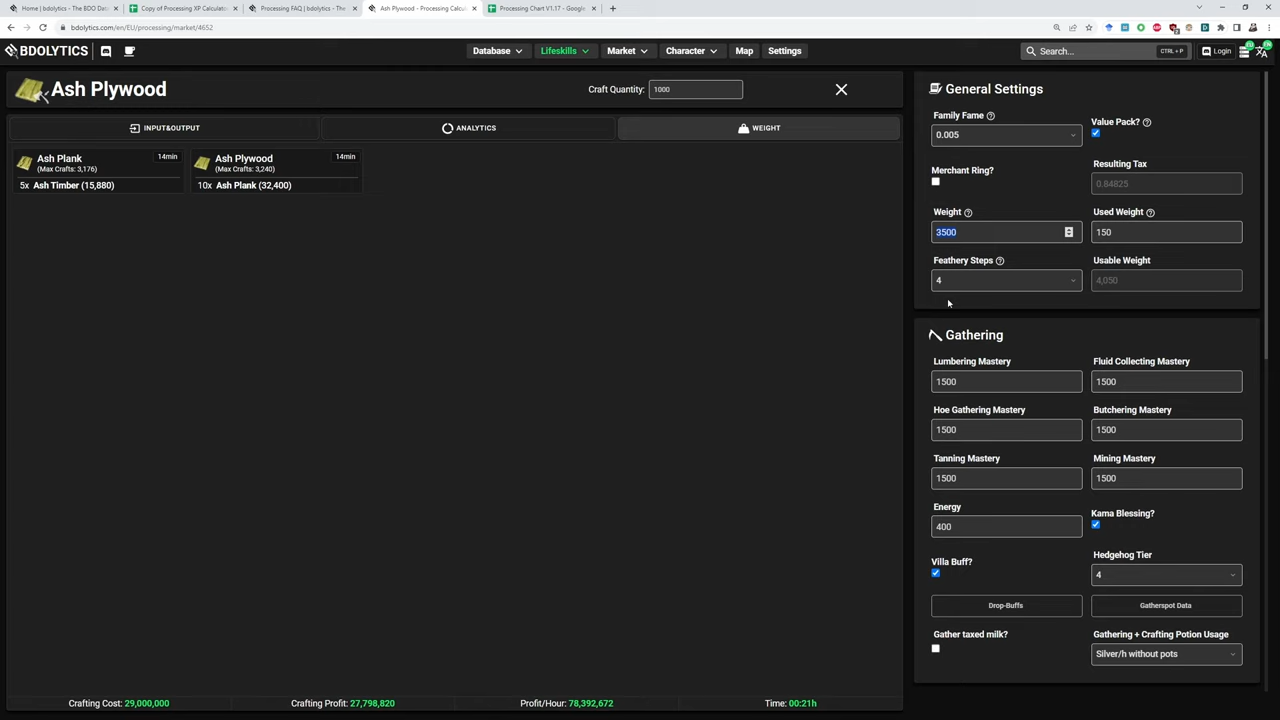 Home | bdolytics - The BDO Dat
Copy of Processing XP Calculato
Processing FAQ | bdolytics - The
Ash Plywood - Processing Calcu
Processing Chart V1.17 - Google
bdolytics.com/en/EU/processing/market/4652
BDOLYTICS
Database
Lifeskills
Market
Character
Map
Settings
Search...
CTRL + P
Login
EU
EN
Ash Plywood
Craft Quantity:
1000
INPUT&OUTPUT
ANALYTICS
WEIGHT
Ash Plank
14min
(Max Crafts: 3,176)
5x Ash Timber (15,880)
Ash Plywood
14min
(Max Crafts: 3,240)
10x Ash Plank (32,400)
General Settings
Family Fame
Value Pack?
0.005
Merchant Ring?
Resulting Tax
0.84825
Weight
Used Weight
3500
150
Feathery Steps
Usable Weight
4
4,050
Gathering
Lumbering Mastery
Fluid Collecting Mastery
1500
1500
Hoe Gathering Mastery
Butchering Mastery
1500
1500
Tanning Mastery
Mining Mastery
1500
1500
Energy
Kama Blessing?
400
Villa Buff?
Hedgehog Tier
4
Drop-Buffs
Gatherspot Data
Gather taxed milk?
Gathering + Crafting Potion Usage
Silver/h without pots
Crafting Cost: 29,000,000
Crafting Profit: 27,798,820
Profit/Hour: 78,392,672
Time: 00:21h